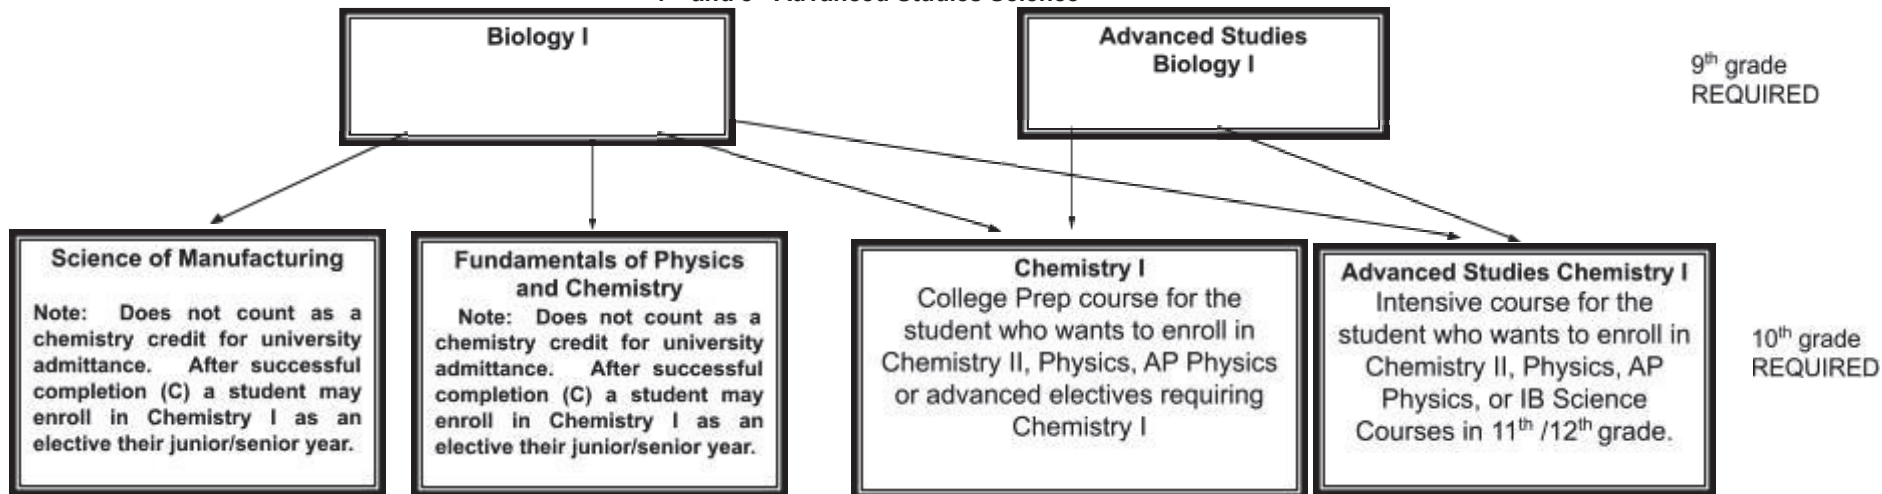 Biology I
Advanced Studies
Biology I
9th grade
REQUIRED
Science of Manufacturing
Note: Does not count as a
chemistry credit for university
admittance. After successful
completion (C) a student may
enroll in Chemistry I as an
elective their junior/senior year.
Fundamentals of Physics
and Chemistry
Note: Does not count as a
chemistry credit for university
admittance. After successful
completion (C) a student may
enroll in Chemistry I as an
elective their junior/senior year.
Chemistry I
College Prep course for the
student who wants to enroll in
Chemistry II, Physics, AP Physics
or advanced electives requiring
Chemistry I
Advanced Studies Chemistry I
Intensive course for the
student who wants to enroll in
Chemistry II, Physics, AP
Physics, or IB Science
Courses in 11th /12th grade.
10th grade
REQUIRED